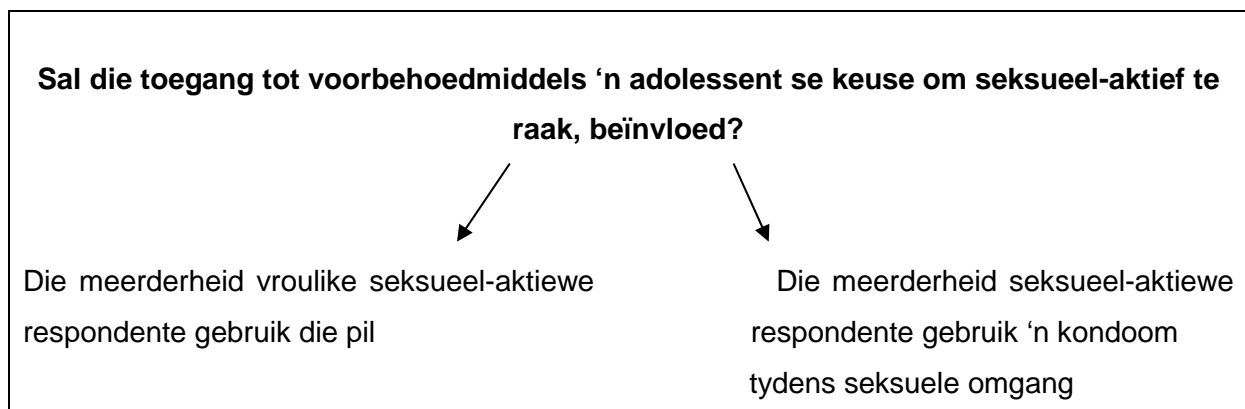 Sal die toegang tot voorbehoedmiddels ‘n adolessent se keuse om seksueel-aktief te
raak, beïnvloed?
Die meerderheid vroulike seksueel-aktiewe
respondente gebruik die pil
Die meerderheid seksueel-aktiewe
respondente gebruik ‘n kondoom
tydens seksuele omgang